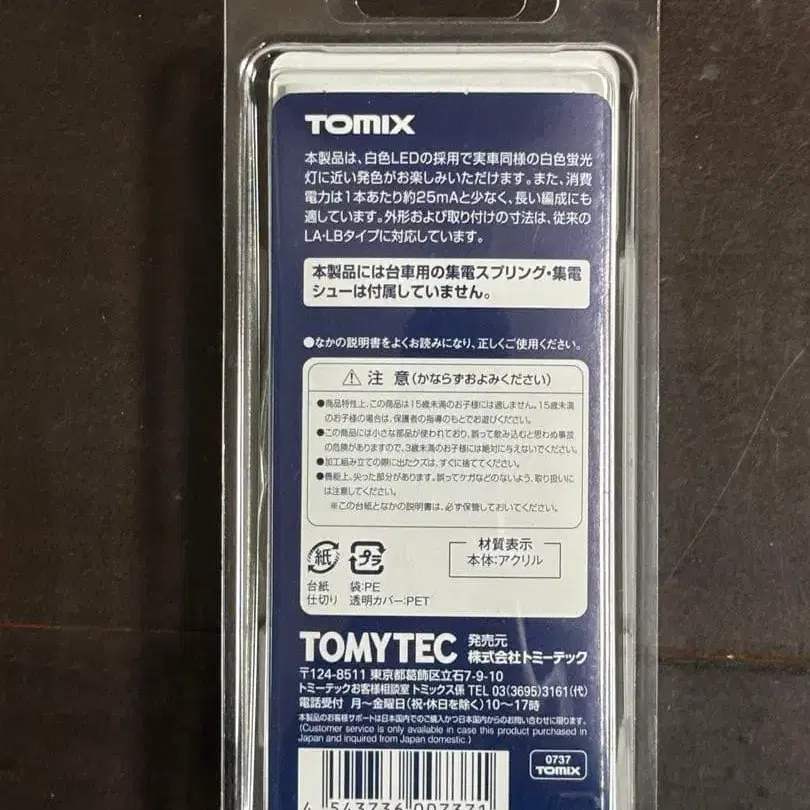 TOMIX
本製品は、白色LEDの採用で実車同様の白色蛍光
灯に近い発色がお楽しみいただけます。また、消費
電力は1本あたり約25mAと少なく、長い編成にも
適しています。外形および取り付けの寸法は、従来の
LA・LBタイプに対応しています。
本製品には台車用の集電スプリング・集電
シューは付属していません。
●なかの説明書をよくお読みになり、正しくご使用ください。
⚠ 注 意(かならずおよみください)
●商品特性上、この商品は15歳未満のお子様には適しません。15歳未満
のお子様の場合は、保護者の指導のもとでお遊びください。
●この商品には小さな部品が使われており、誤って飲み込むと思わぬ事故
の危険がありますので、3歳未満のお子様には絶対に与えないでください。
●加工組み立ての際に出たクズは、すぐに捨ててください。
●機能上、尖った部分があります。誤ってケガなどのないよう、取り扱いに
は注意してください。
※この台紙となかの説明書は、必ず保管しておいてください。
紙 プラ
台紙 袋:PE
仕切り 透明カバー:PET
材質表示
本体:アクリル
TOMYTEC 発売元
株式会社トミーテック
〒124-8511 東京都葛飾区立石7-9-10
トミーテックお客様相談室 トミックス係 TEL 03(3695)3161(代)
電話受付 月〜金曜日(祝・休日を除く)10〜17時
本製品のお客様サポートは日本国内でのご購入かつ日本国内からのお問い合わせに限ります。
(Customer service is only available in case this product purchased in
Japan and inquired from Japan domestic.)
0737
TOMIX
4 543736 007371